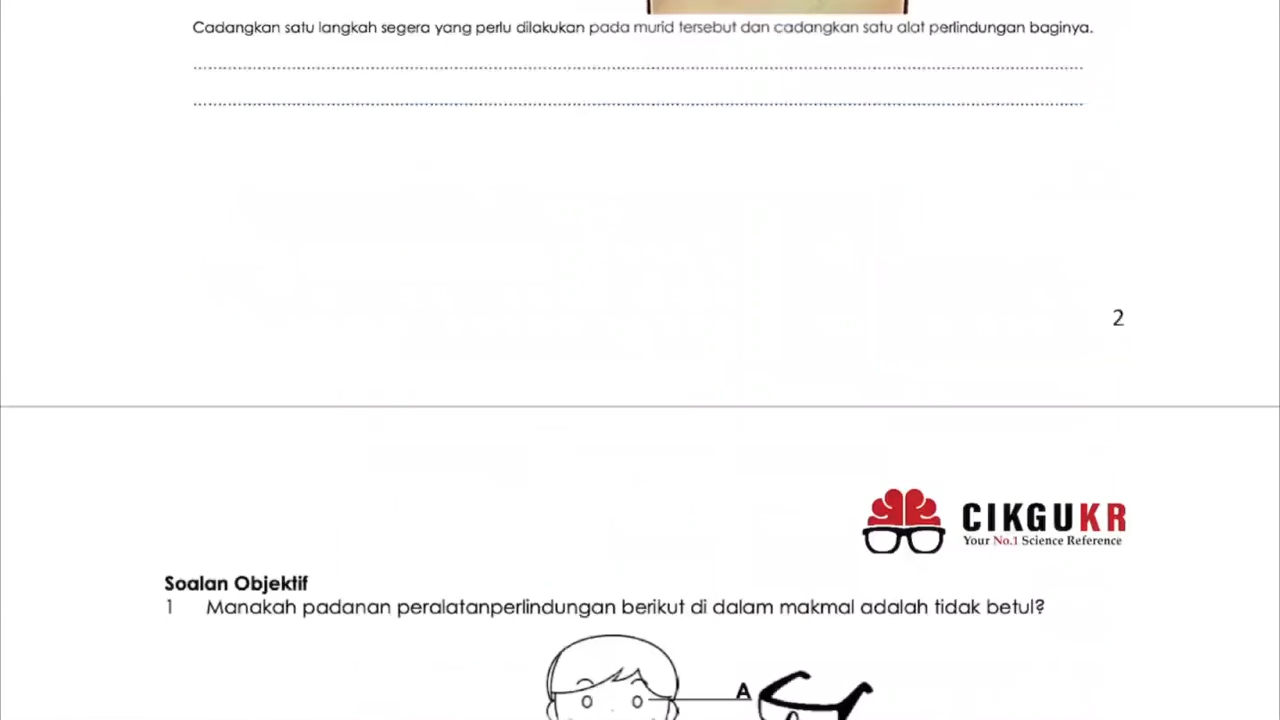 Cadangkan satu langkah segera yang perlu dilakukan pada murid tersebut dan cadangkan satu alat perlindungan baginya.
2
CIKGUKR
Your No.1 Science Reference
Soalan Objektif
1 Manakah padanan peralatanperlindungan berikut di dalam makmal adalah tidak betul?
A